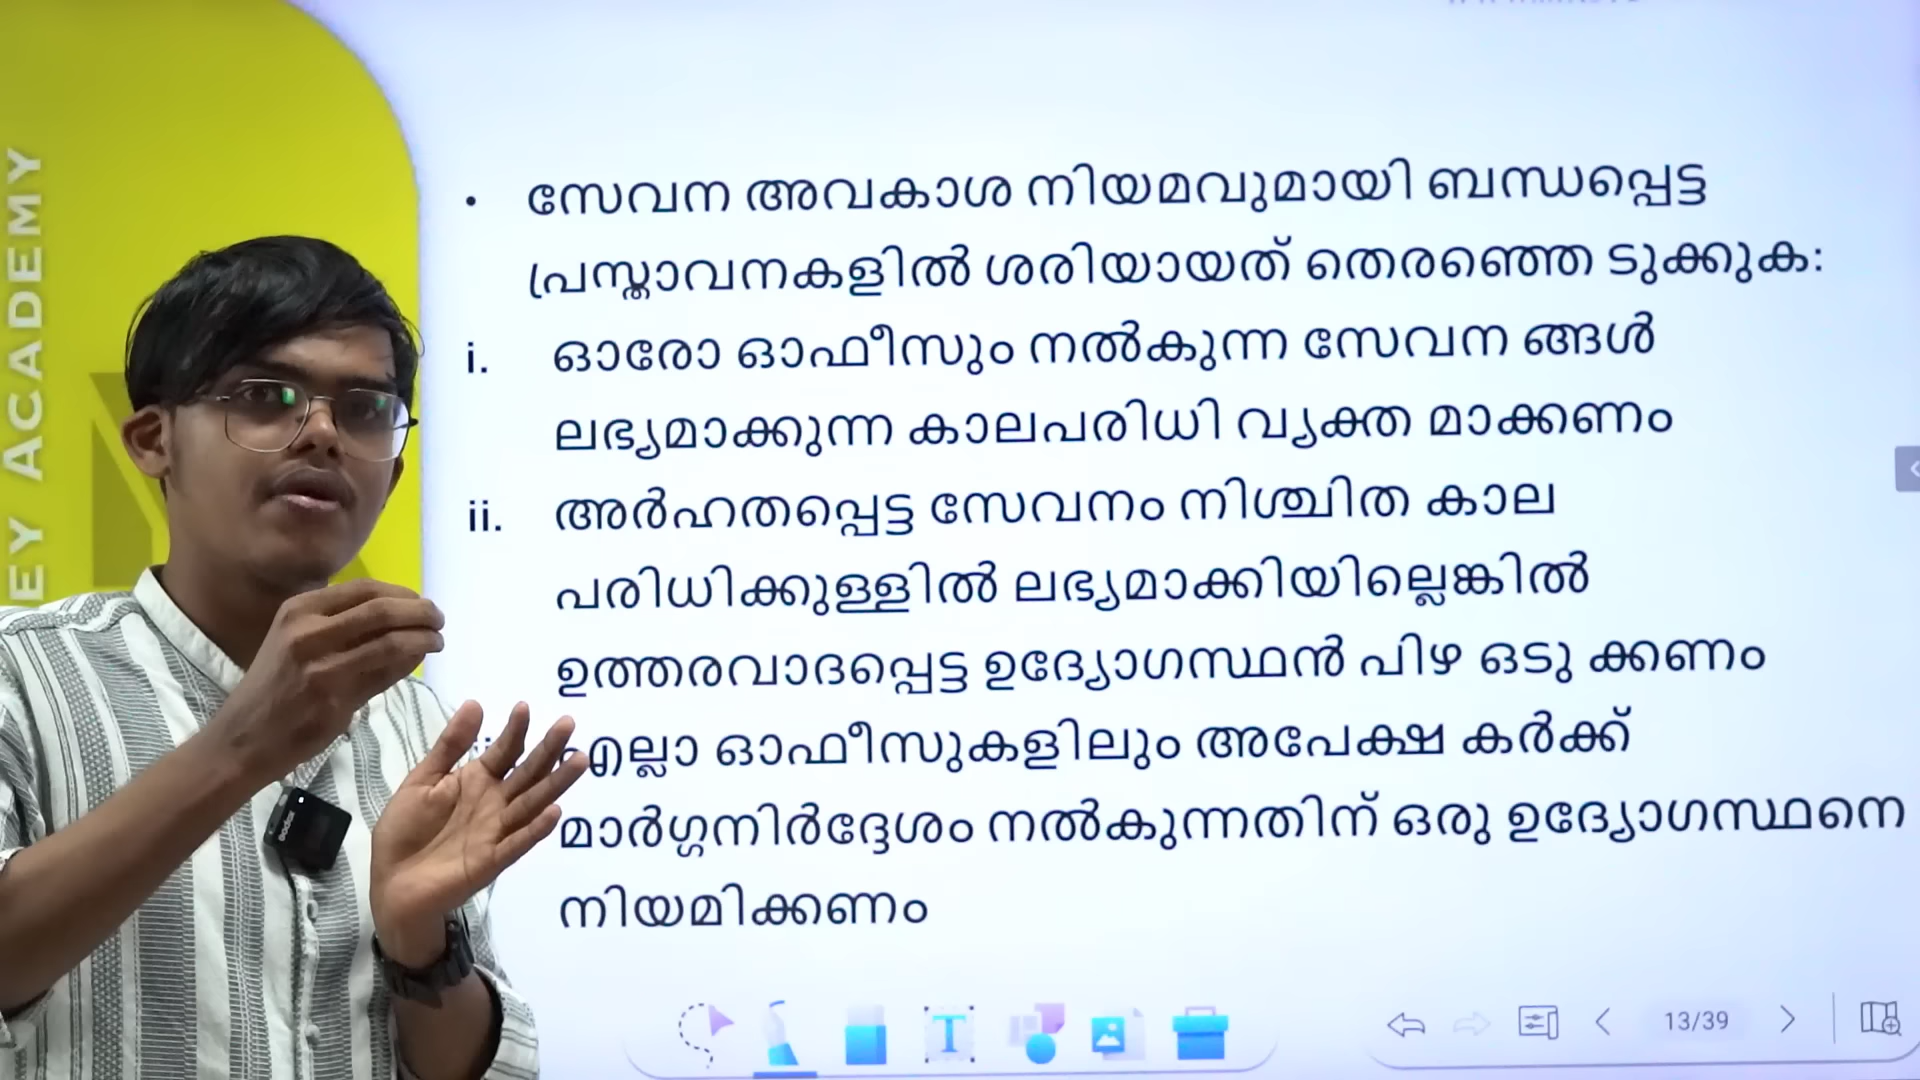 EY ACADEMY
• സേവന അവകാശ നിയമവുമായി ബന്ധപ്പെട്ട
പ്രസ്താവനകളിൽ ശരിയായത് തെരഞ്ഞെ ടുക്കുക:
i. ഓരോ ഓഫീസും നൽകുന്ന സേവന ങ്ങൾ
ലഭ്യമാക്കുന്ന കാലപരിധി വ്യക്ത മാക്കണം
ii. അർഹതപ്പെട്ട സേവനം നിശ്ചിത കാല
പരിധിക്കുള്ളിൽ ലഭ്യമാക്കിയില്ലെങ്കിൽ
ഉത്തരവാദപ്പെട്ട ഉദ്യോഗസ്ഥൻ പിഴ ഒടു ക്കണം
എല്ലാ ഓഫീസുകളിലും അപേക്ഷ കർക്ക്
മാർഗ്ഗനിർദ്ദേശം നൽകുന്നതിന് ഒരു ഉദ്യോഗസ്ഥനെ
നിയമിക്കണം
T
13/39